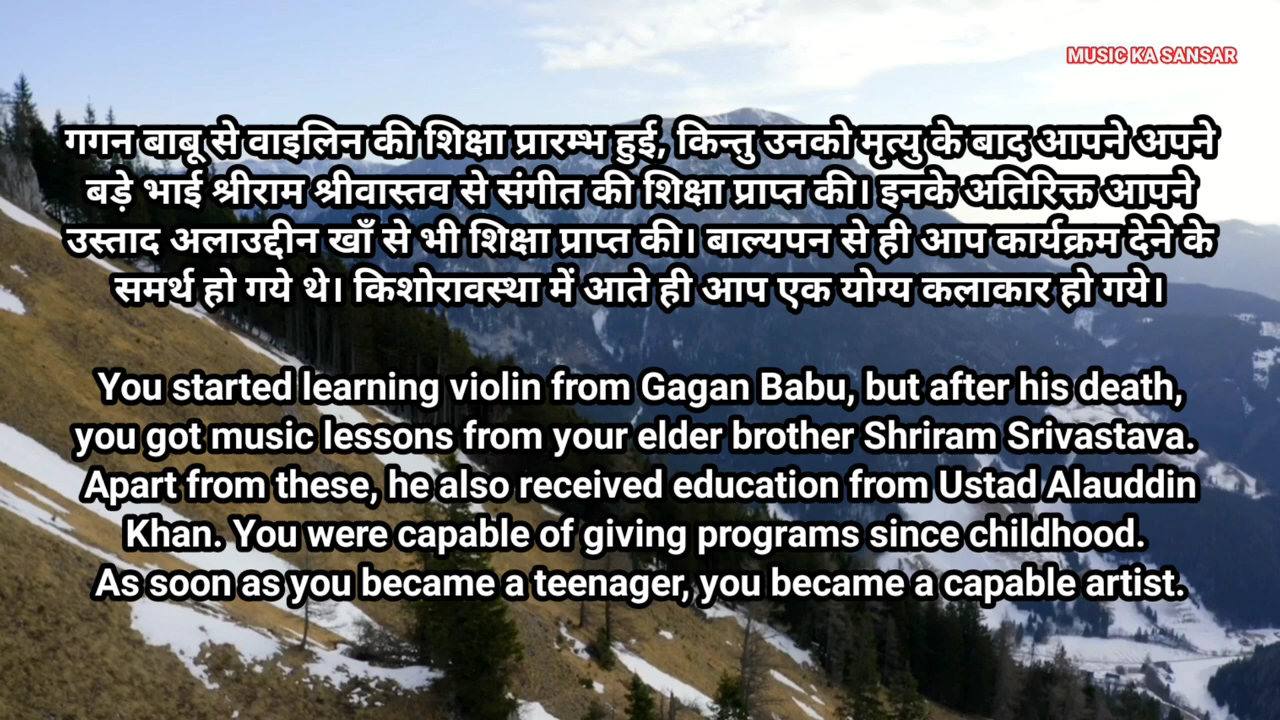 MUSIC KA SANSAR
गगन बाबू से वाइलिन की शिक्षा प्रारम्भ हुई, किन्तु उनको मृत्यु के बाद आपने अपने
बड़े भाई श्रीराम श्रीवास्तव से संगीत की शिक्षा प्राप्त की। इनके अतिरिक्त आपने
उस्ताद अलाउद्दीन खाँ से भी शिक्षा प्राप्त की। बाल्यपन से ही आप कार्यक्रम देने के
समर्थ हो गये थे। किशोरावस्था में आते ही आप एक योग्य कलाकार हो गये।
You started learning violin from Gagan Babu, but after his death,
you got music lessons from your elder brother Shriram Srivastava.
Apart from these, he also received education from Ustad Alauddin
Khan. You were capable of giving programs since childhood.
As soon as you became a teenager, you became a capable artist.